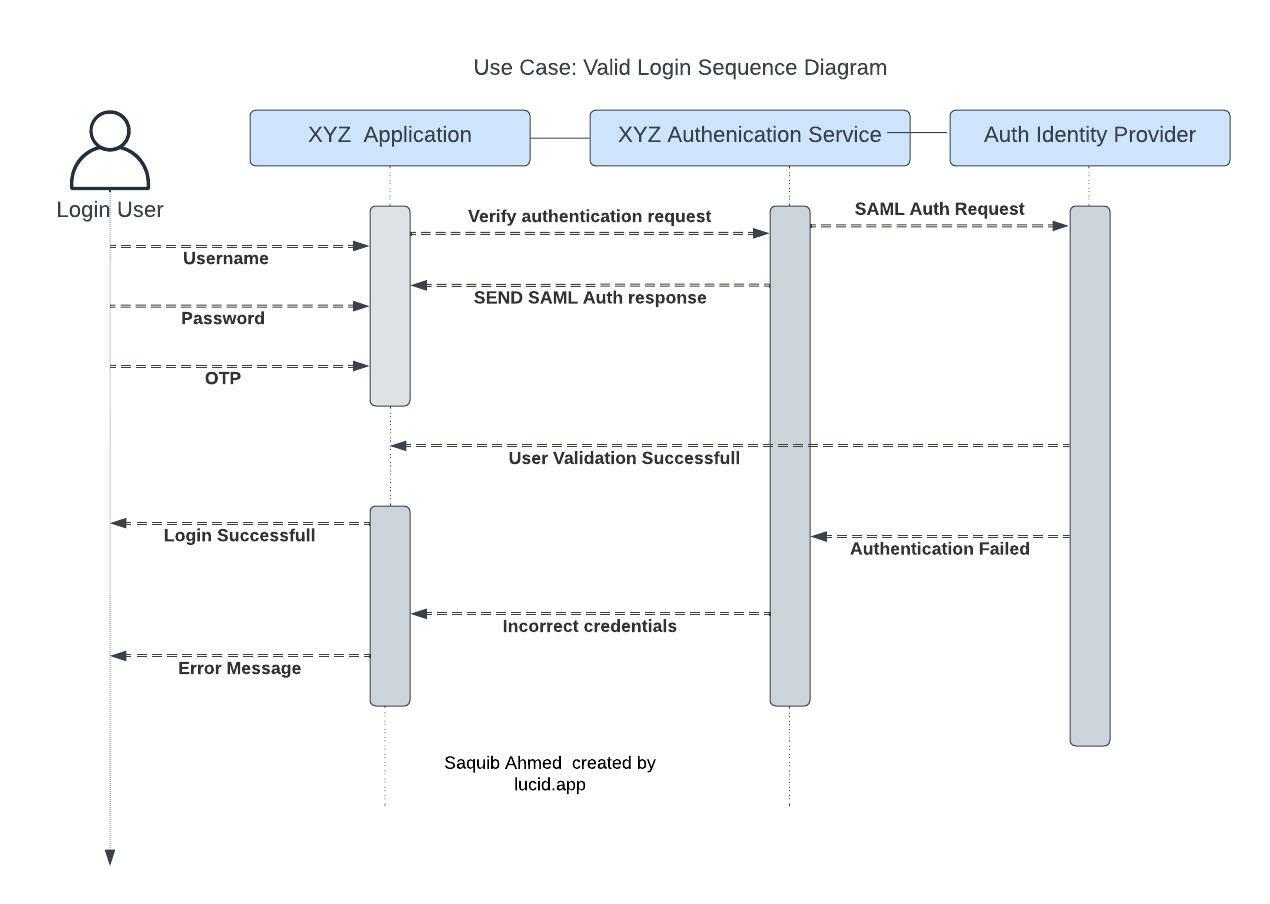 Use Case: Valid Login Sequence Diagram
XYZ  Application
XYZ Authenication Service
Auth Identity Provider
Login User
Verify authentication request
SAML Auth Request
Username
SEND SAML Auth response
Password
OTP
User Validation Successfull
Login Successfull
Authentication Failed
Incorrect credentials
Error Message
Saquib Ahmed  created by
lucid.app